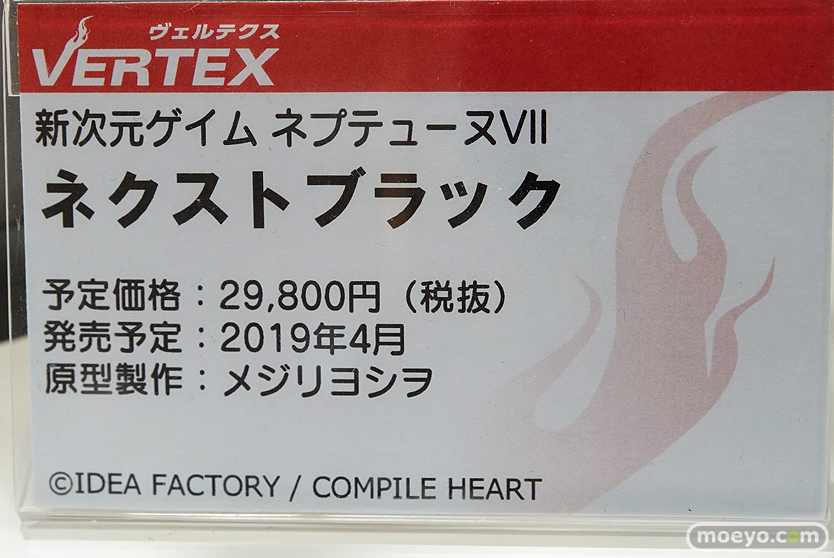 ヴェルテクス
VERTEX
新次元ゲイム ネプテューヌVII
ネクストブラック
予定価格：29,800円（税抜）
発売予定：2019年4月
原型製作：メジリヨシヲ
©IDEA FACTORY / COMPILE HEART
moeyo.com